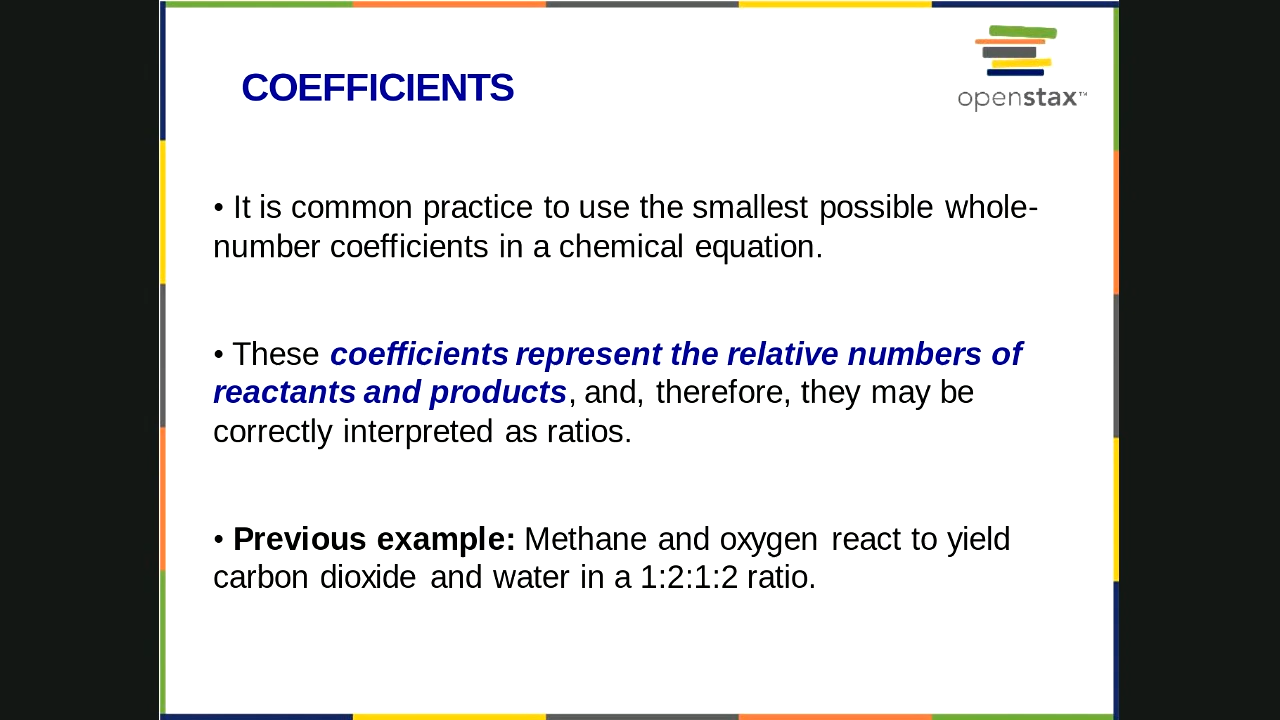 COEFFICIENTS
openstax™
• It is common practice to use the smallest possible whole-
number coefficients in a chemical equation.
• These coefficients represent the relative numbers of
reactants and products, and, therefore, they may be
correctly interpreted as ratios.
• Previous example: Methane and oxygen react to yield
carbon dioxide and water in a 1:2:1:2 ratio.